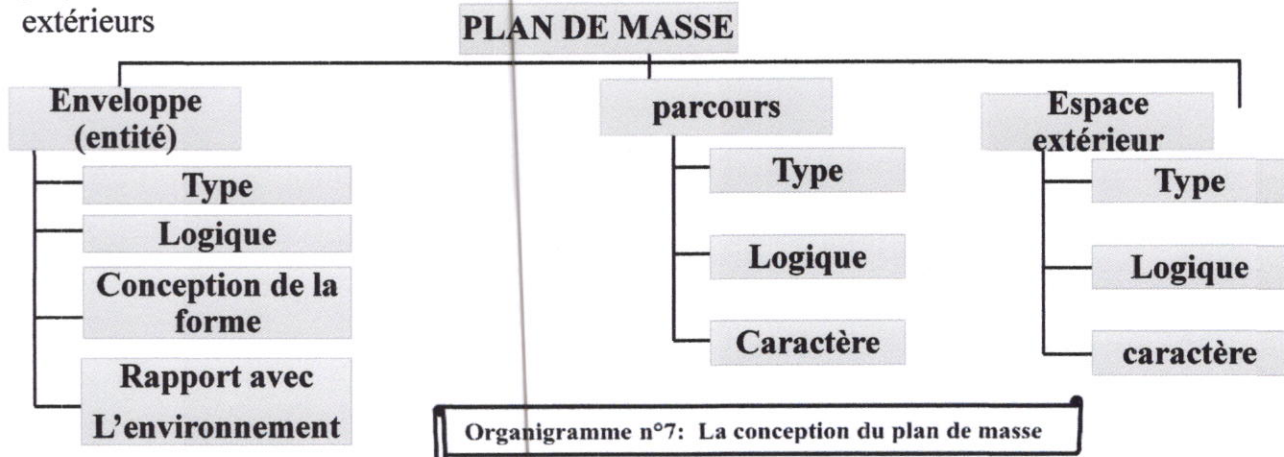 extérieurs
PLAN DE MASSE
Enveloppe
(entité)
Type
Logique
Conception de la
forme
Rapport avec
L'environnement
parcours
Type
Logique
Caractère
Espace
extérieur
Type
Logique
caractère
Organigramme n°7: La conception du plan de masse